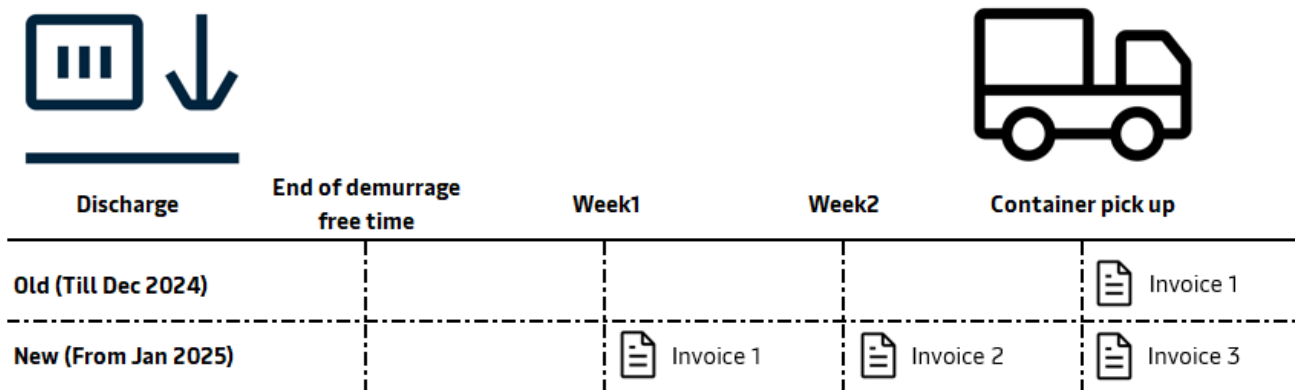 Discharge
End of demurrage
free time
Week1
Week2
Container pick up
Old (Till Dec 2024)
Invoice 1
New (From Jan 2025)
Invoice 1
Invoice 2
Invoice 3